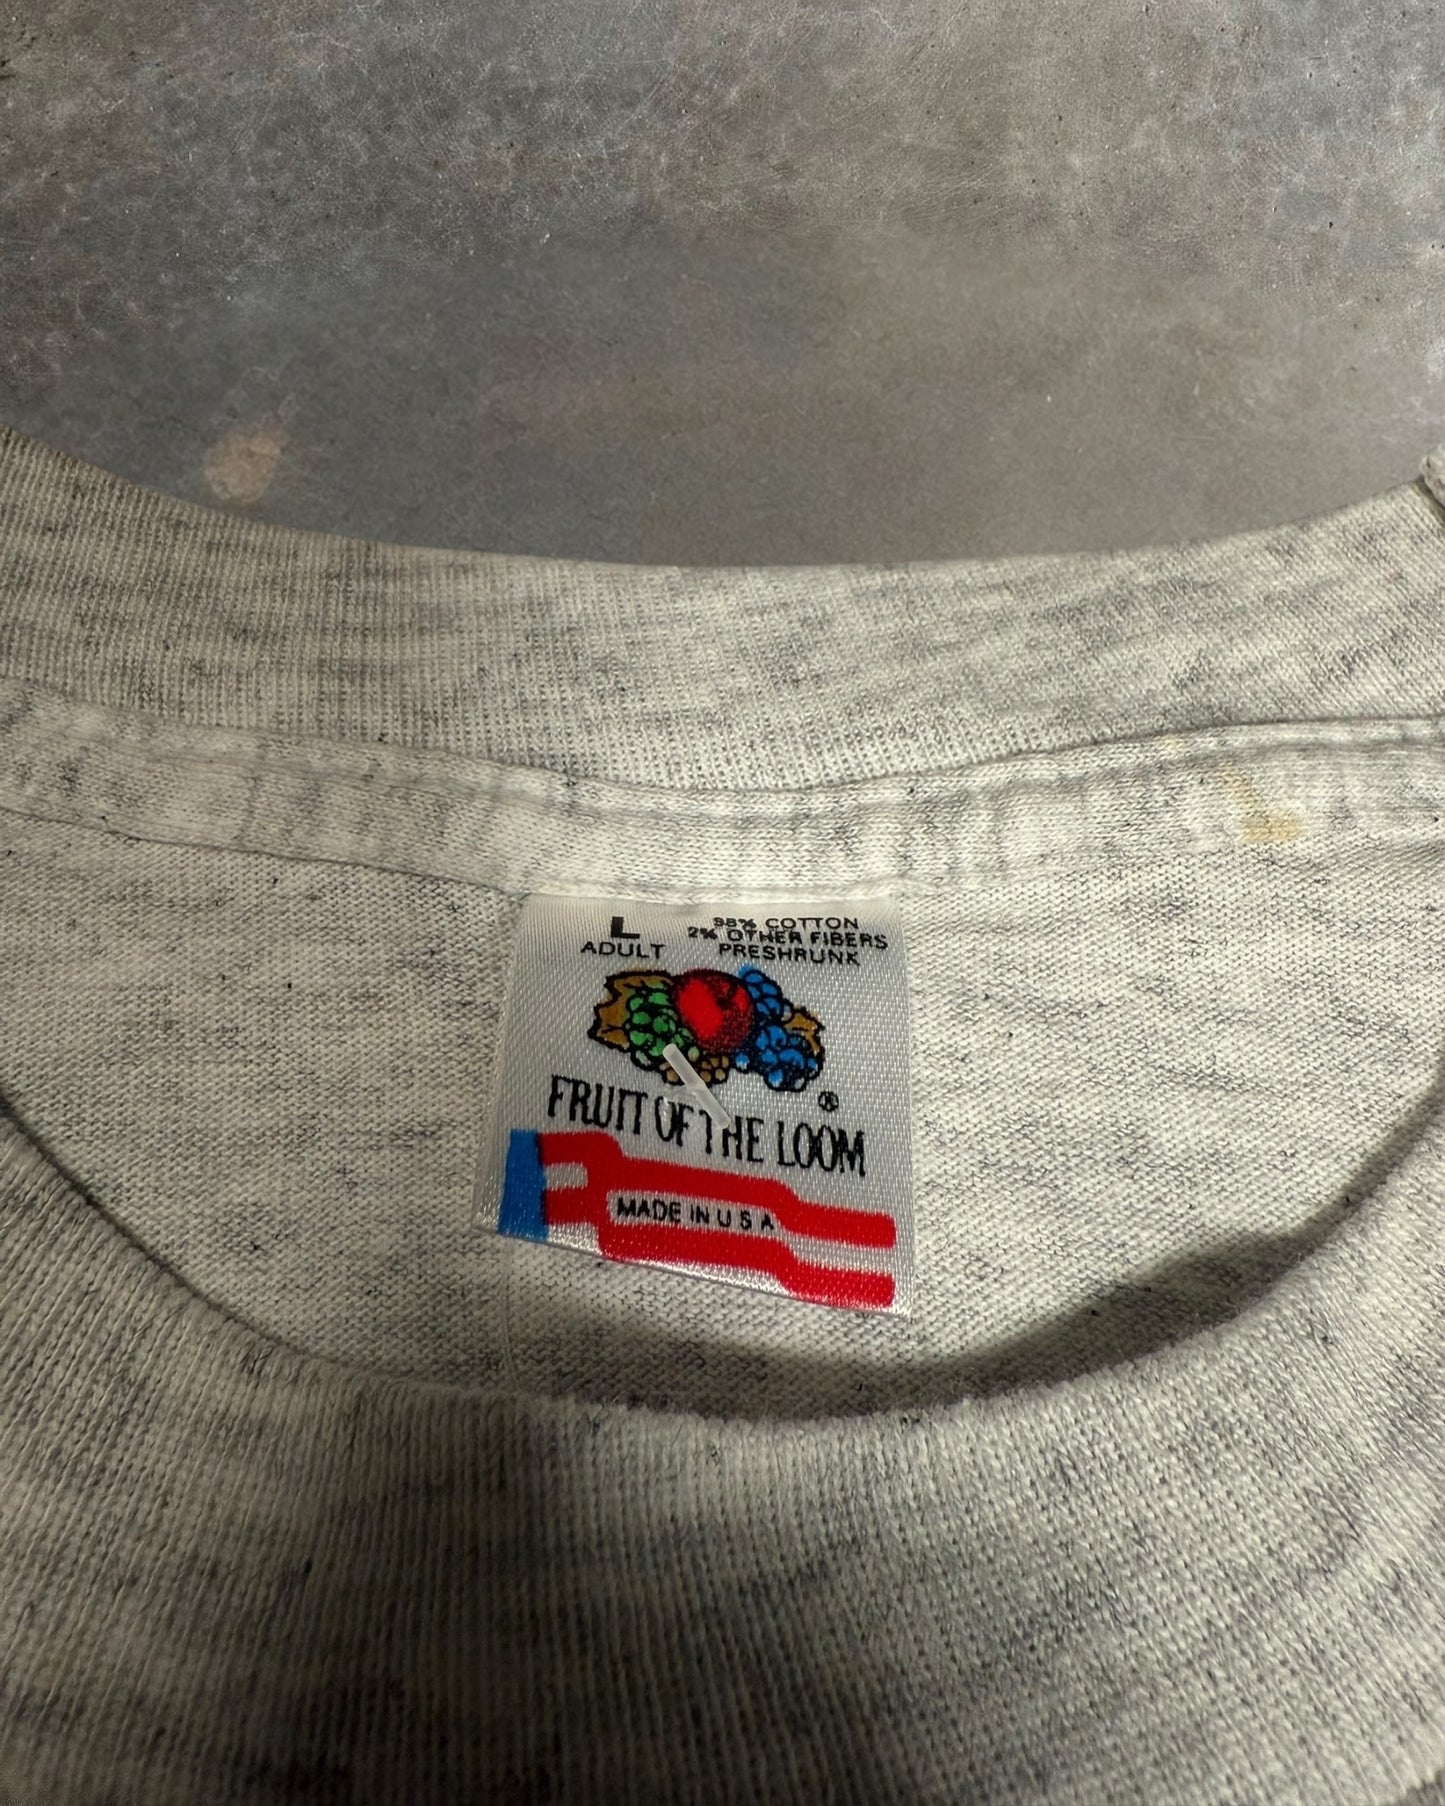 L
ADULT
98% COTTON
2% OTHER FIBERS
PRESHRUNK
®
FRUIT OF THE LOOM
MADE IN U S A